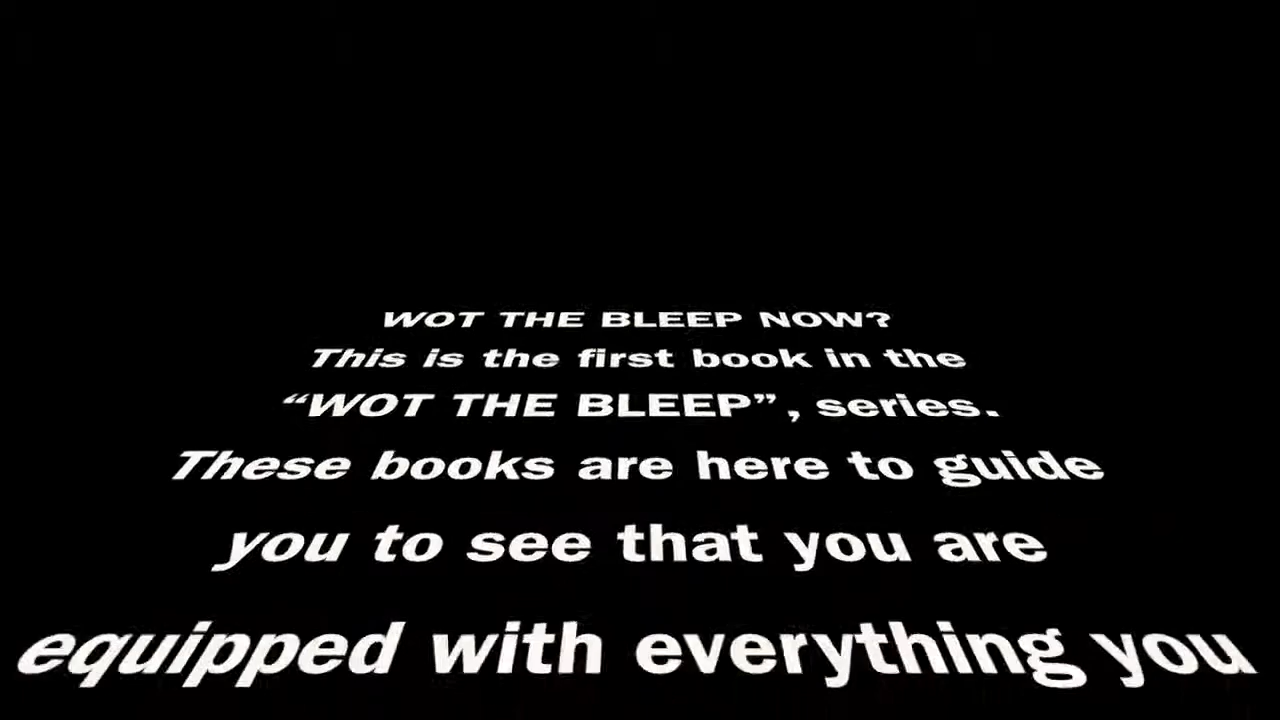 WOT THE BLEEP NOW?
This is the first book in the
“WOT THE BLEEP”, series.
These books are here to guide
you to see that you are
equipped with everything you